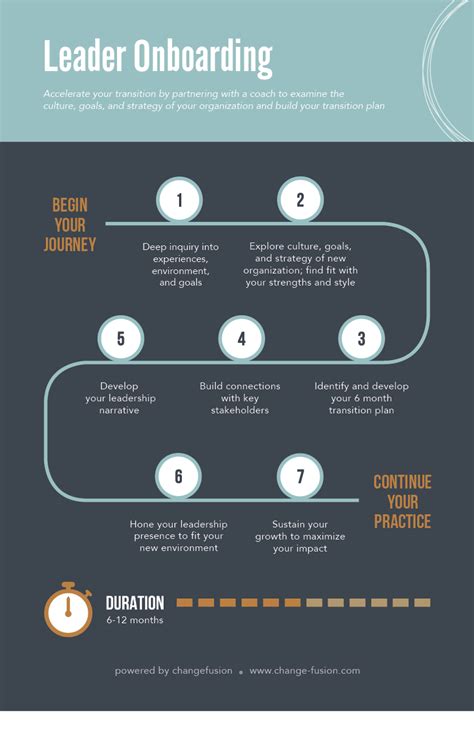 Leader Onboarding
Accelerate your transition by partnering with a coach to examine the
culture, goals, and strategy of your organization and build your transition plan
BEGIN
YOUR
JOURNEY
1
Deep inquiry into
experiences,
environment,
and goals
2
Explore culture, goals,
and strategy of new
organization; find fit with
your strengths and style
3
Identify and develop
your 6 month
transition plan
4
Build connections
with key
stakeholders
5
Develop
your leadership
narrative
6
Hone your leadership
presence to fit your
new environment
7
Sustain your
growth to maximize
your impact
CONTINUE
YOUR
PRACTICE
DURATION
6-12 months
powered by changefusion • www.change-fusion.com